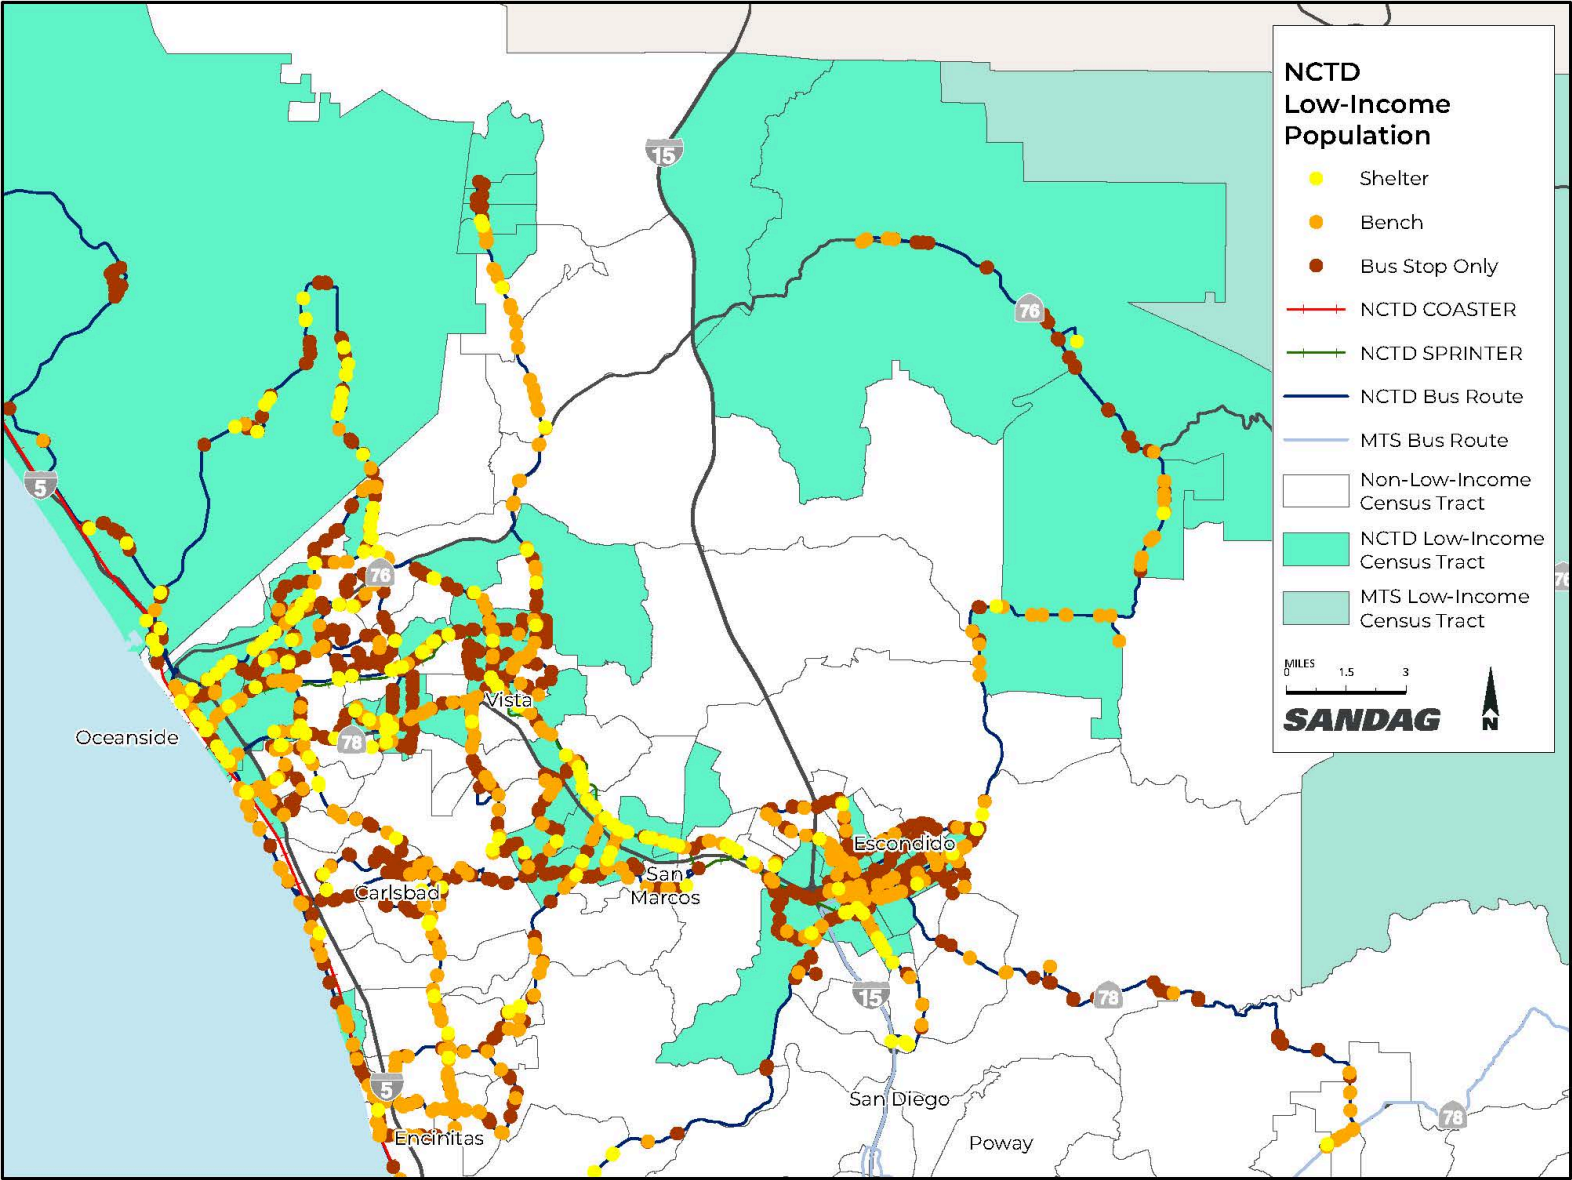 NCTD
Low-Income
Population
Shelter
Bench
Bus Stop Only
NCTD COASTER
NCTD SPRINTER
NCTD Bus Route
MTS Bus Route
Non-Low-Income
Census Tract
NCTD Low-Income
Census Tract
MTS Low-Income
Census Tract
MILES
0 1.5 3
SANDAG
N
15
76
5
76
76
Vista
Oceanside
78
Escondido
San
Marcos
Carlsbad
15
78
5
San Diego
78
Encinitas
Poway